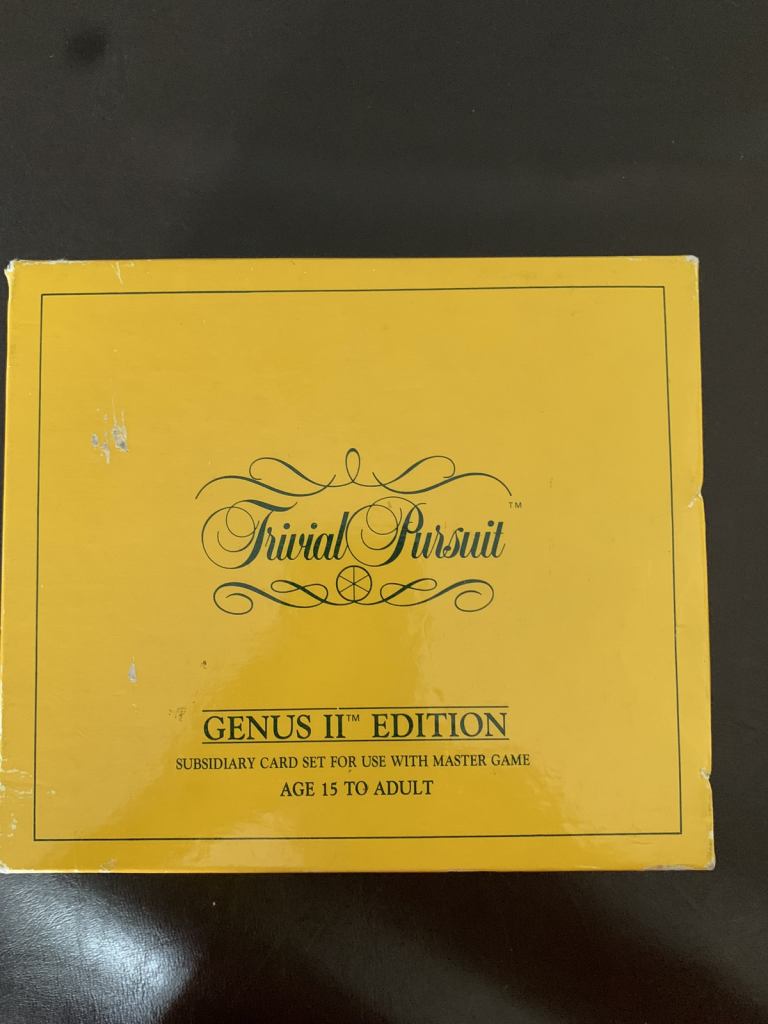 Trivial Pursuit™
GENUS II™ EDITION
SUBSIDIARY CARD SET FOR USE WITH MASTER GAME
AGE 15 TO ADULT